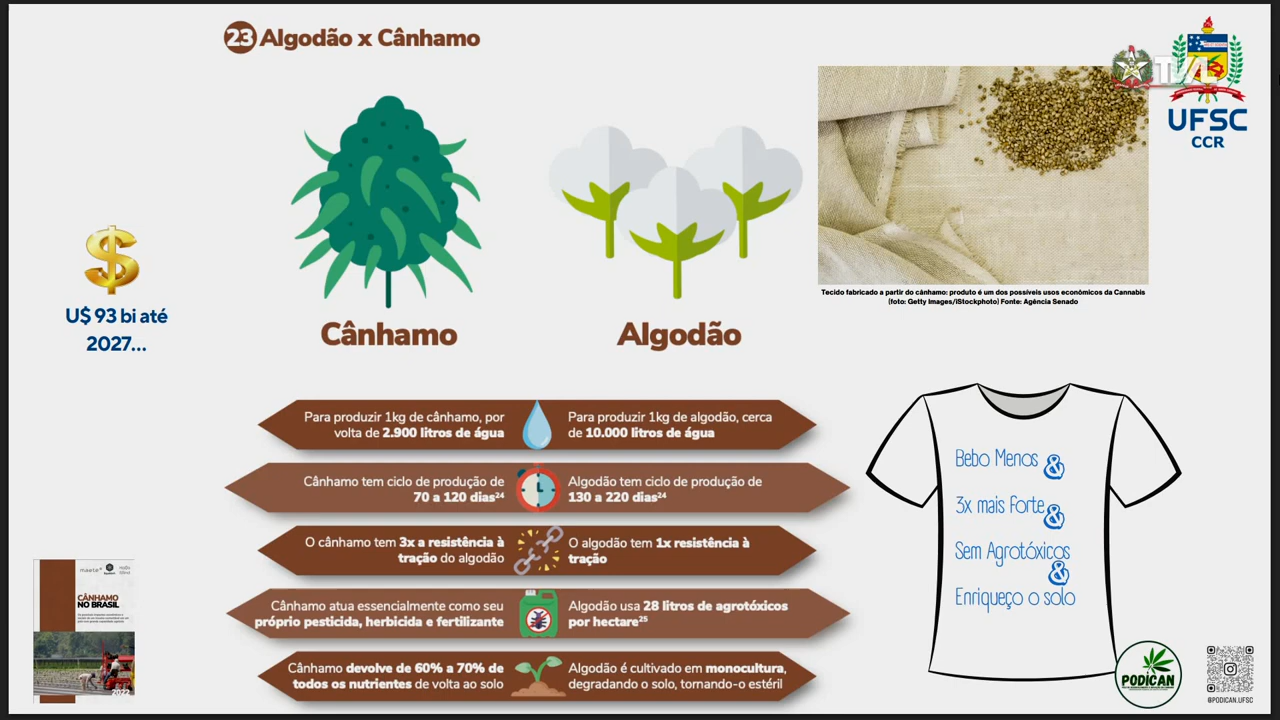 23 Algodão x Cânhamo
TVAL
UFSC
CCR
Tecido fabricado a partir do cânhamo: produto é um dos possíveis usos econômicos da Cannabis
(foto: Getty Images/iStockphoto) Fonte: Agência Senado
$
U$ 93 bi até
2027...
Cânhamo
Algodão
Para produzir 1kg de cânhamo, por
volta de 2.900 litros de água
Para produzir 1kg de algodão, cerca
de 10.000 litros de água
Cânhamo tem ciclo de produção de
70 a 120 dias²⁴
Algodão tem ciclo de produção de
130 a 220 dias²⁴
O cânhamo tem 3x a resistência à
tração do algodão
O algodão tem 1x resistência à
tração
Cânhamo atua essencialmente como seu
próprio pesticida, herbicida e fertilizante
Algodão usa 28 litros de agrotóxicos
por hectare²⁵
Cânhamo devolve de 60% a 70% de
todos os nutrientes de volta ao solo
Algodão é cultivado em monocultura,
degradando o solo, tornando-o estéril
Bebo Menos &
3x mais forte &
Sem Agrotóxicos
&
Enriqueço o solo
CÂNHAMO
NO BRASIL
2022
PODICAN
@PODICAN.UFSC